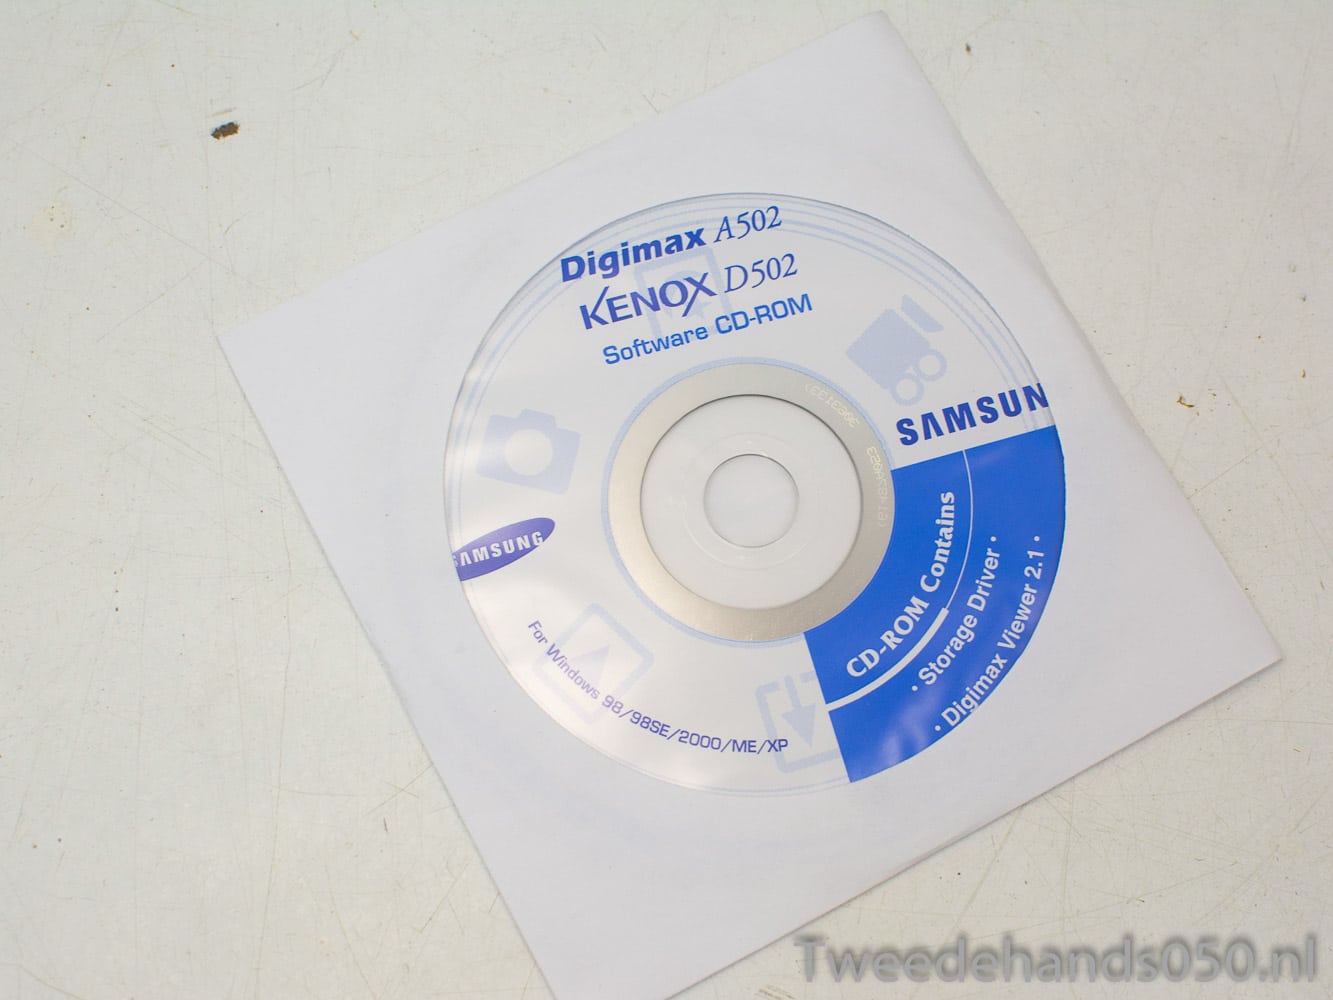 Digimax A502
KENOX D502
Software CD-ROM
SAMSUN
SAMSUNG
CD-ROM Contains
· Storage Driver ·
· Digimax Viewer 2.1 ·
For Windows 98/98SE/2000/ME/XP
Tweedehands050.nl